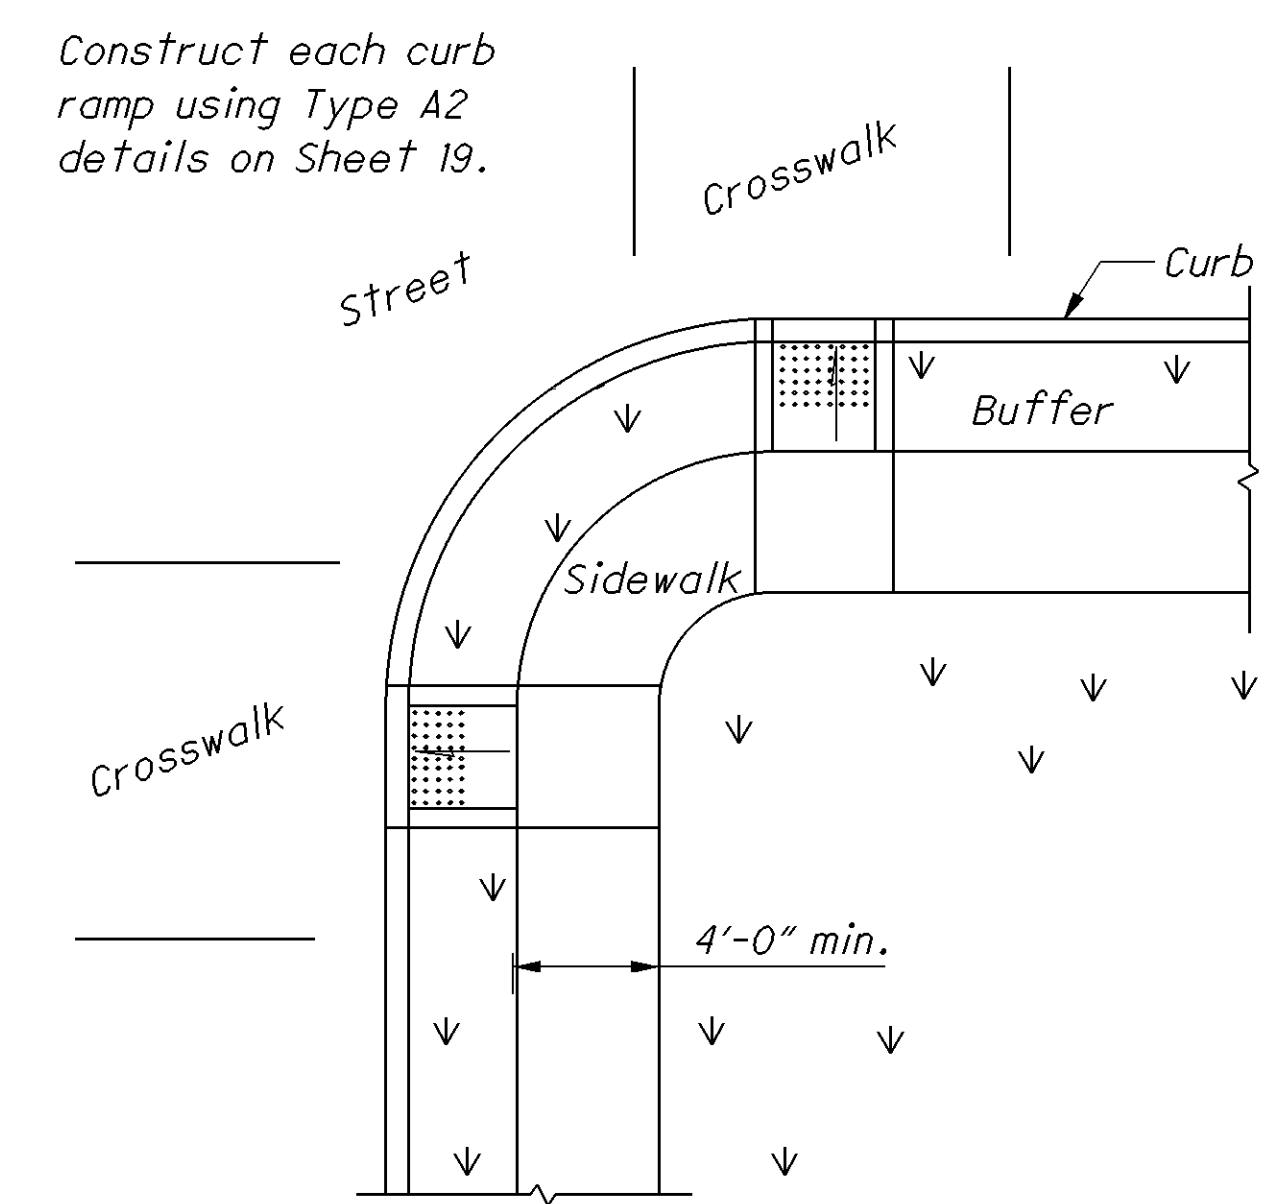 Construct each curb
ramp using Type A2
details on Sheet 19.
Crosswalk
Street
Curb
Buffer
Sidewalk
Crosswalk
4'-0" min.